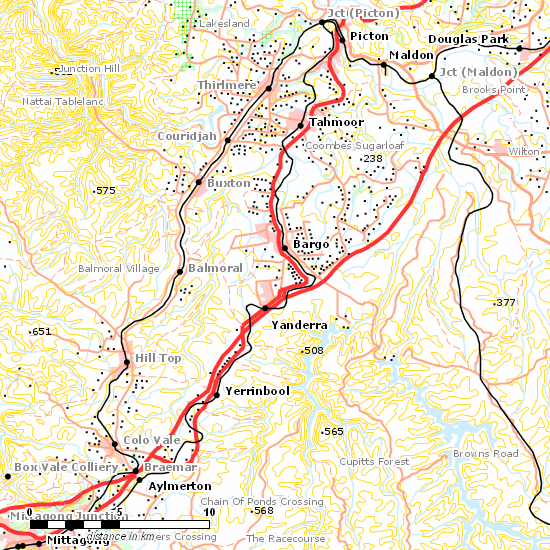 Jct (Picton)
Lakesland
Picton
Douglas Park
Maldon
Junction Hill
Jct (Maldon)
Thirlmere
Brooks Point
Nattai Tableland
Tahmoor
Couridjah
Coombes Sugarloaf
238
Wilton
575
Buxton
Bargo
Balmoral Village
Balmoral
377
651
Yanderra
508
Hill Top
Yerrinbool
565
Colo Vale
Browns Road
Cupitts Forest
Box Vale Colliery
Braemar
Aylmerton
Chain Of Ponds Crossing
568
Mittagong Junction
0 5 10
distance in km
ers Crossing
The Racecourse
Mittagong